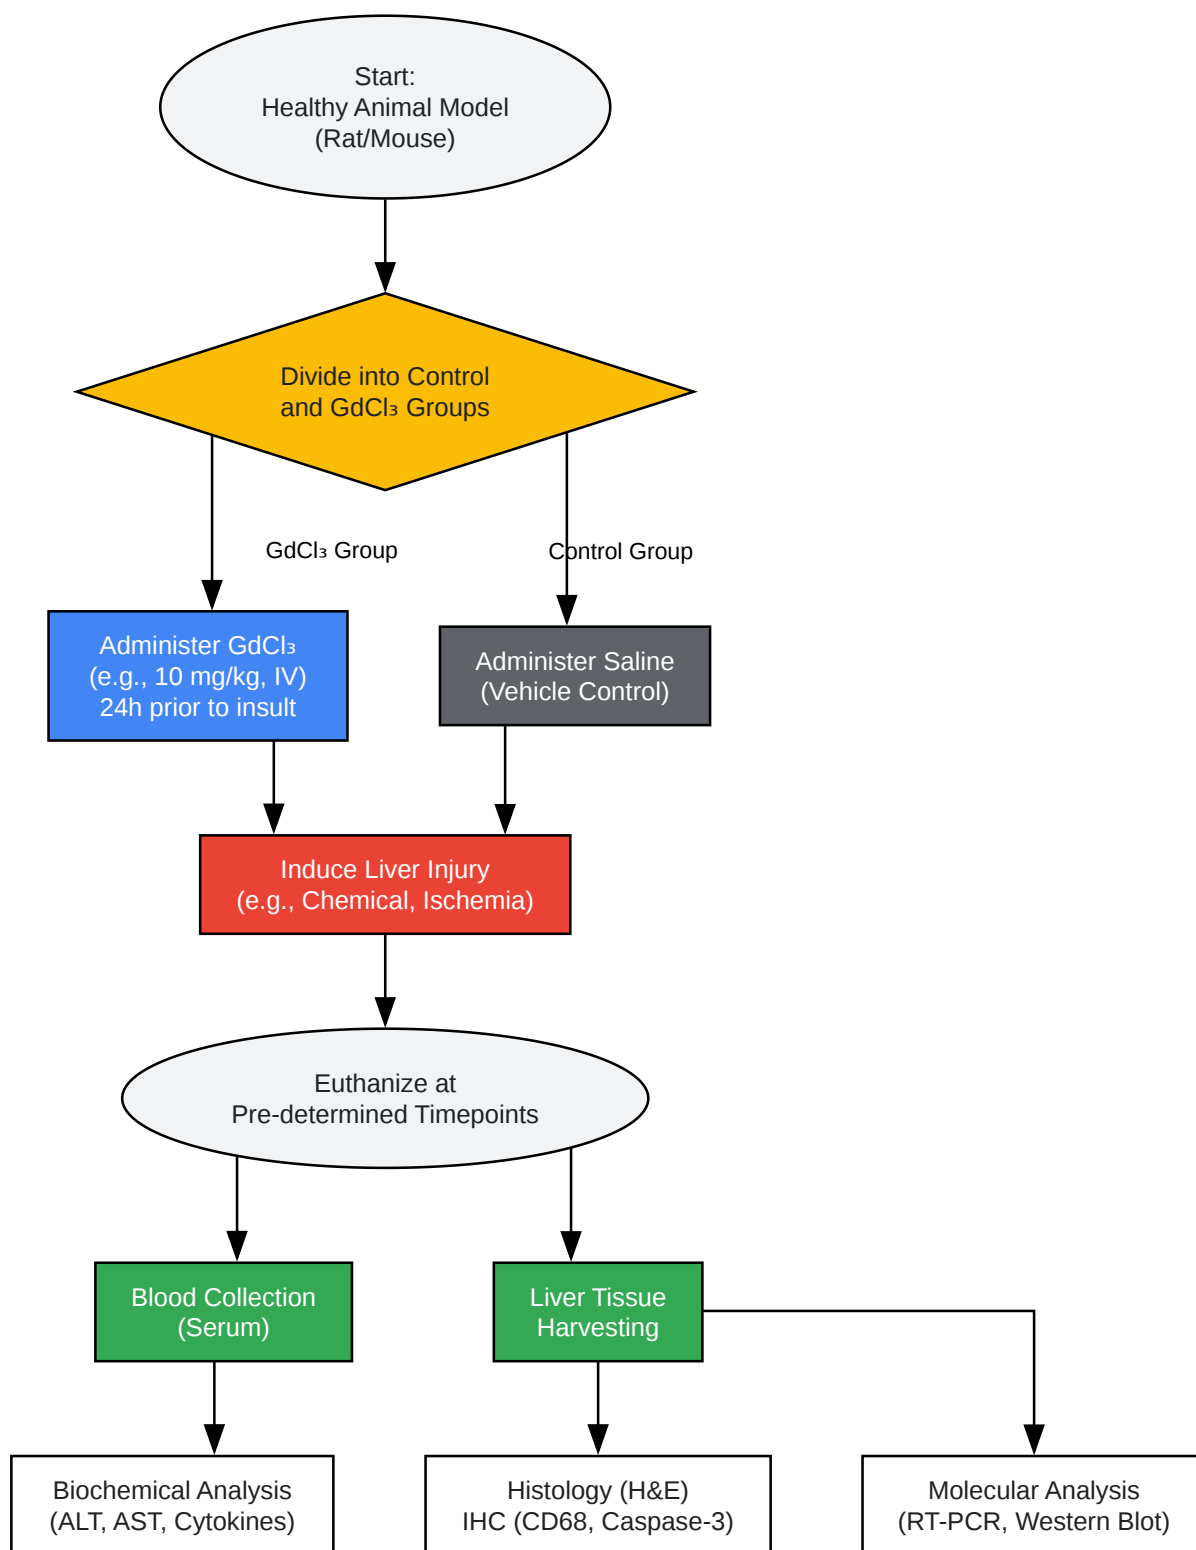 Start:
Healthy Animal Model
(Rat/Mouse)
Divide into Control
and GdCl₃ Groups
GdCl₃ Group
Control Group
Administer GdCl₃
(e.g., 10 mg/kg, IV)
24h prior to insult
Administer Saline
(Vehicle Control)
Induce Liver Injury
(e.g., Chemical, Ischemia)
Euthanize at
Pre-determined Timepoints
Blood Collection
(Serum)
Liver Tissue
Harvesting
Biochemical Analysis
(ALT, AST, Cytokines)
Histology (H&E)
IHC (CD68, Caspase-3)
Molecular Analysis
(RT-PCR, Western Blot)